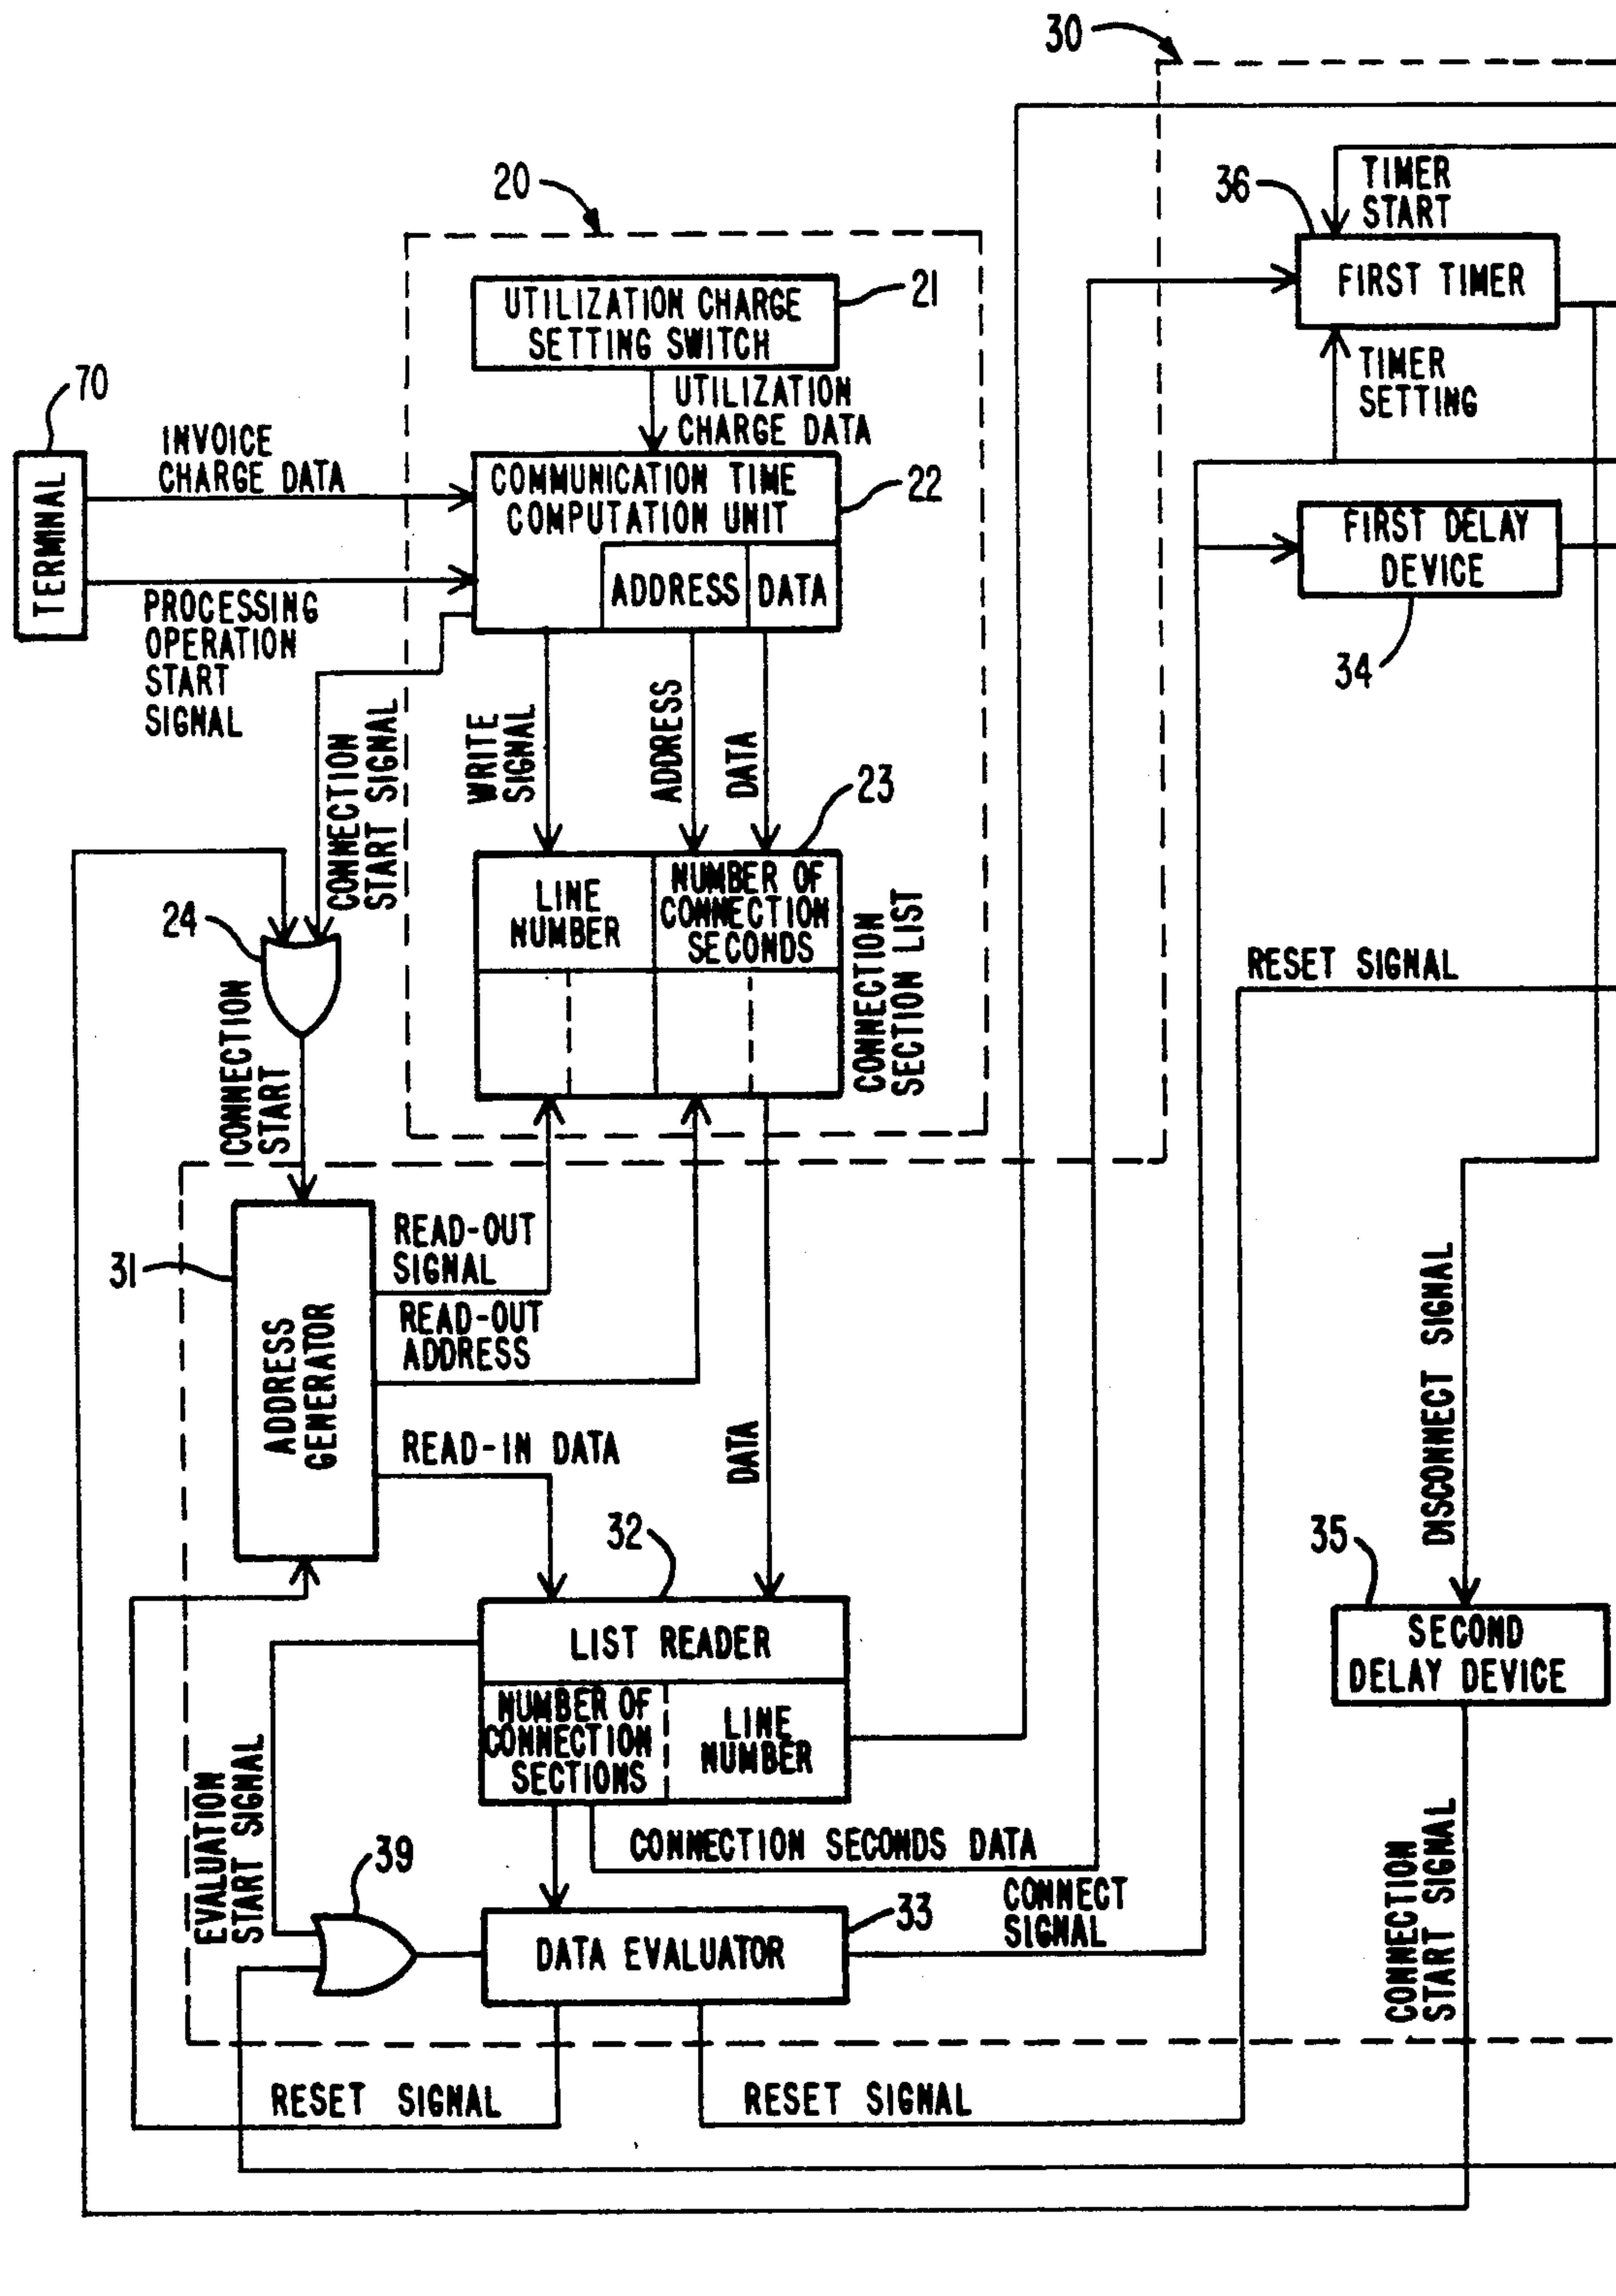 30
TIMER
START
36
FIRST TIMER
TIMER
SETTING
20
21
UTILIZATION CHARGE
SETTING SWITCH
UTILIZATION
CHARGE DATA
70
TERMINAL
INVOICE
CHARGE DATA
PROCESSING
OPERATION
START
SIGNAL
COMMUNICATION TIME
COMPUTATION UNIT
22
ADDRESS
DATA
FIRST DELAY
DEVICE
34
CONNECTION
START SIGNAL
WRITE
SIGNAL
ADDRESS
DATA
23
LINE
NUMBER
NUMBER OF
CONNECTION
SECONDS
CONNECTION
SECTION LIST
24
CONNECTION
START
RESET SIGNAL
31
ADDRESS
GENERATOR
READ-OUT
SIGNAL
READ-OUT
ADDRESS
READ-IN DATA
DATA
DISCONNECT SIGNAL
32
LIST READER
NUMBER OF
CONNECTION
SECTIONS
LINE
NUMBER
35
SECOND
DELAY DEVICE
EVALUATION
START SIGNAL
CONNECTION SECONDS DATA
39
33
DATA EVALUATOR
CONNECT
SIGNAL
CONNECTION
START SIGNAL
RESET SIGNAL
RESET SIGNAL